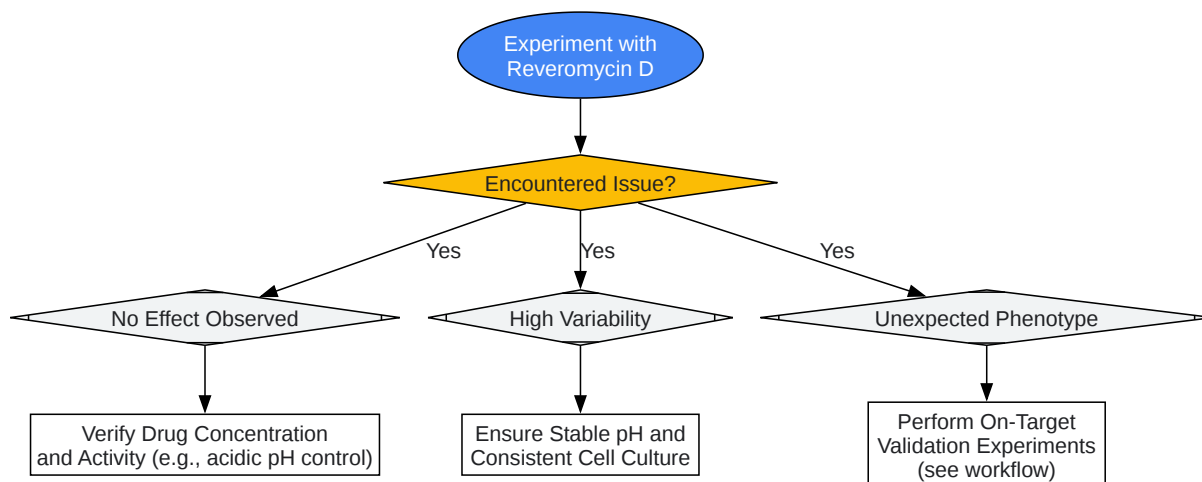 Experiment with
Reveromycin D
Encountered Issue?
Yes
Yes
Yes
No Effect Observed
High Variability
Unexpected Phenotype
Verify Drug Concentration
and Activity (e.g., acidic pH control)
Ensure Stable pH and
Consistent Cell Culture
Perform On-Target
Validation Experiments
(see workflow)